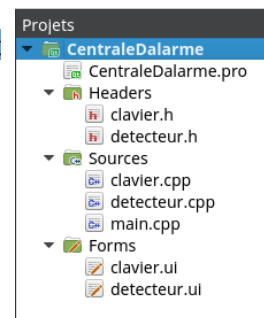 Projets
CentraleDalarme
CentraleDalarme.pro
Headers
clavier.h
detecteur.h
Sources
clavier.cpp
detecteur.cpp
main.cpp
Forms
clavier.ui
detecteur.ui